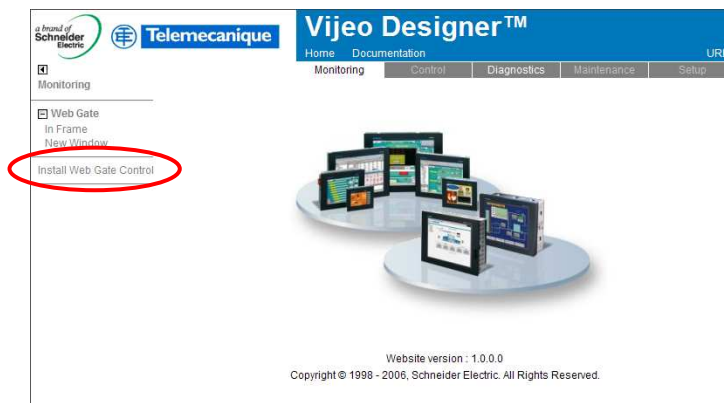 a brand of
Schneider
Electric
Telemecanique
Vijeo Designer™
Home Documentation
Monitoring Control Diagnostics Maintenance Setup
Monitoring
Web Gate
In Frame
New Window
Install Web Gate Control
Website version : 1.0.0.0
Copyright © 1998 - 2006, Schneider Electric. All Rights Reserved.